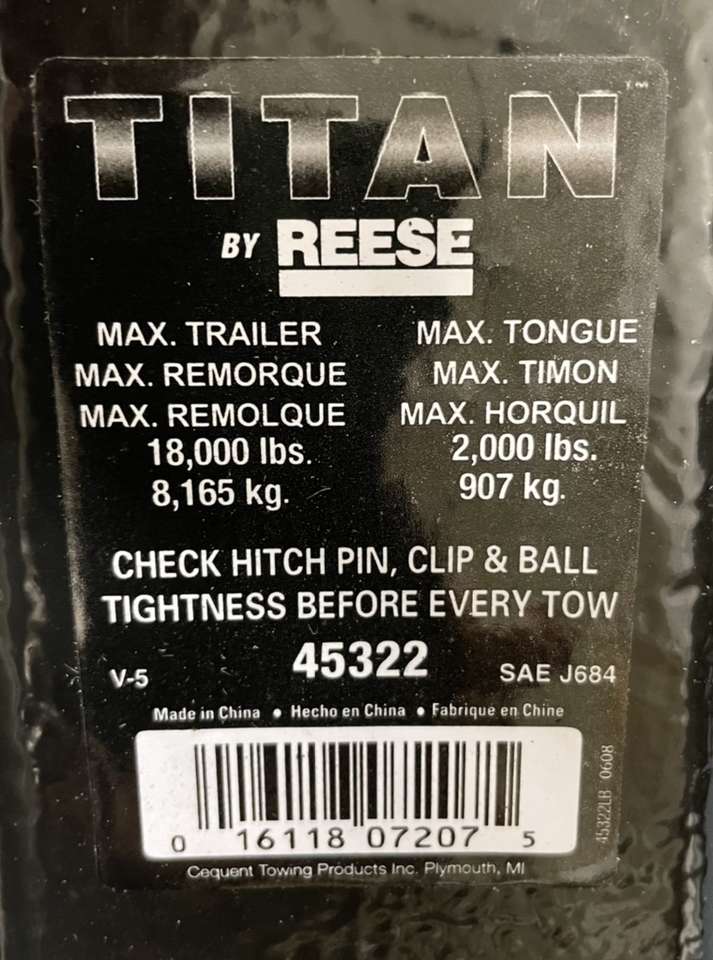 TITAN™
BY REESE
MAX. TRAILER MAX. TONGUE
MAX. REMORQUE MAX. TIMON
MAX. REMOLQUE MAX. HORQUIL
18,000 lbs. 2,000 lbs.
8,165 kg. 907 kg.
CHECK HITCH PIN, CLIP & BALL
TIGHTNESS BEFORE EVERY TOW
V-5 45322 SAE J684
Made in China • Hecho en China • Fabrique en Chine
0 16118 07207 5
45322LB 0608
Cequent Towing Products Inc. Plymouth, MI